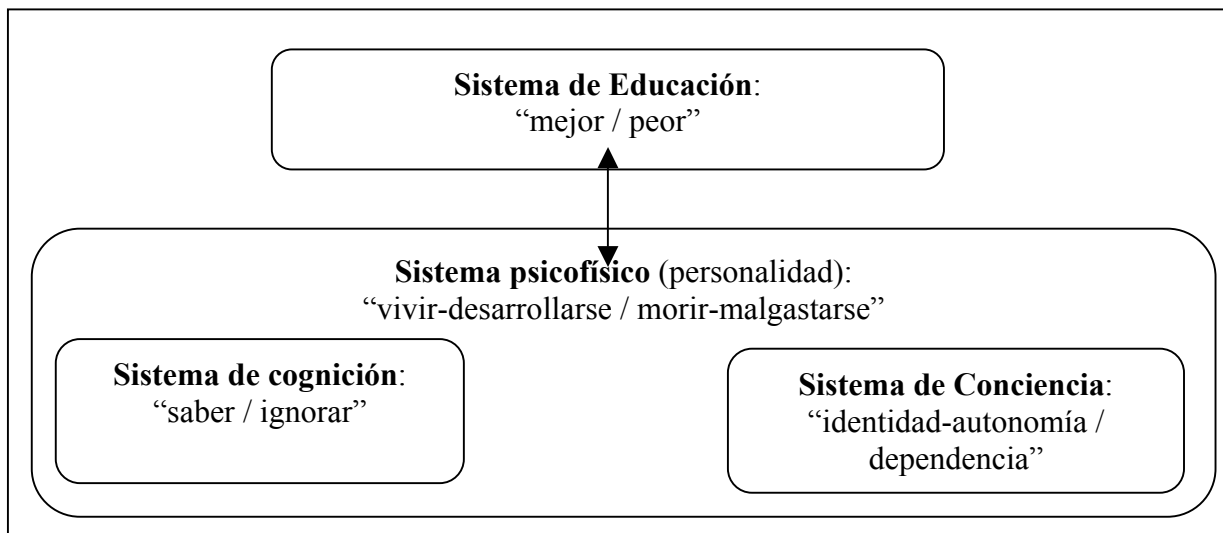 Sistema de Educación:
“mejor / peor”
Sistema psicofísico (personalidad):
“vivir-desarrollarse / morir-malgastarse”
Sistema de cognición:
“saber / ignorar”
Sistema de Conciencia:
“identidad-autonomía /
dependencia”